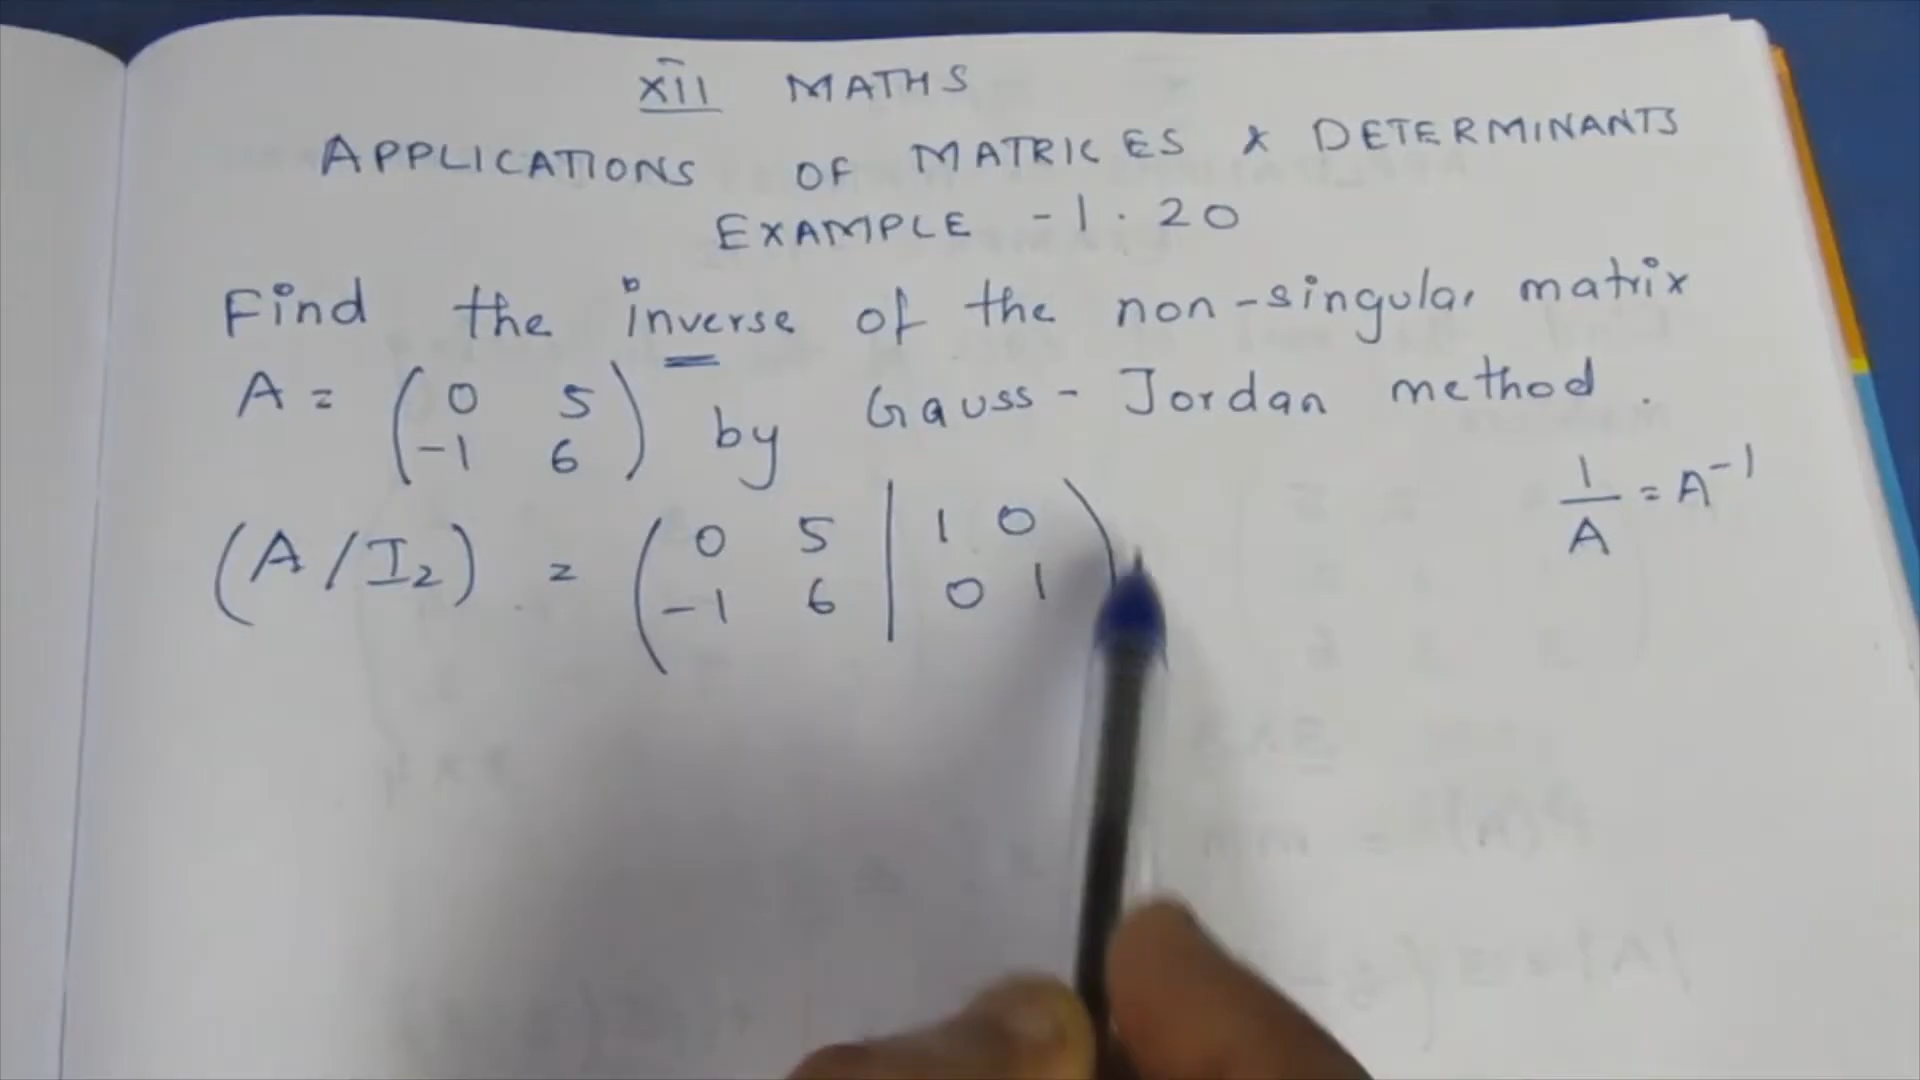 XII MATHS
APPLICATIONS OF MATRICES & DETERMINANTS
EXAMPLE - 1.20
Find the inverse of the non-singular matrix
A = ( 0 5
-1 6 ) by Gauss - Jordan method.
1/A = A⁻¹
(A/I₂) = ( 0 5 | 1 0
-1 6 | 0 1 )